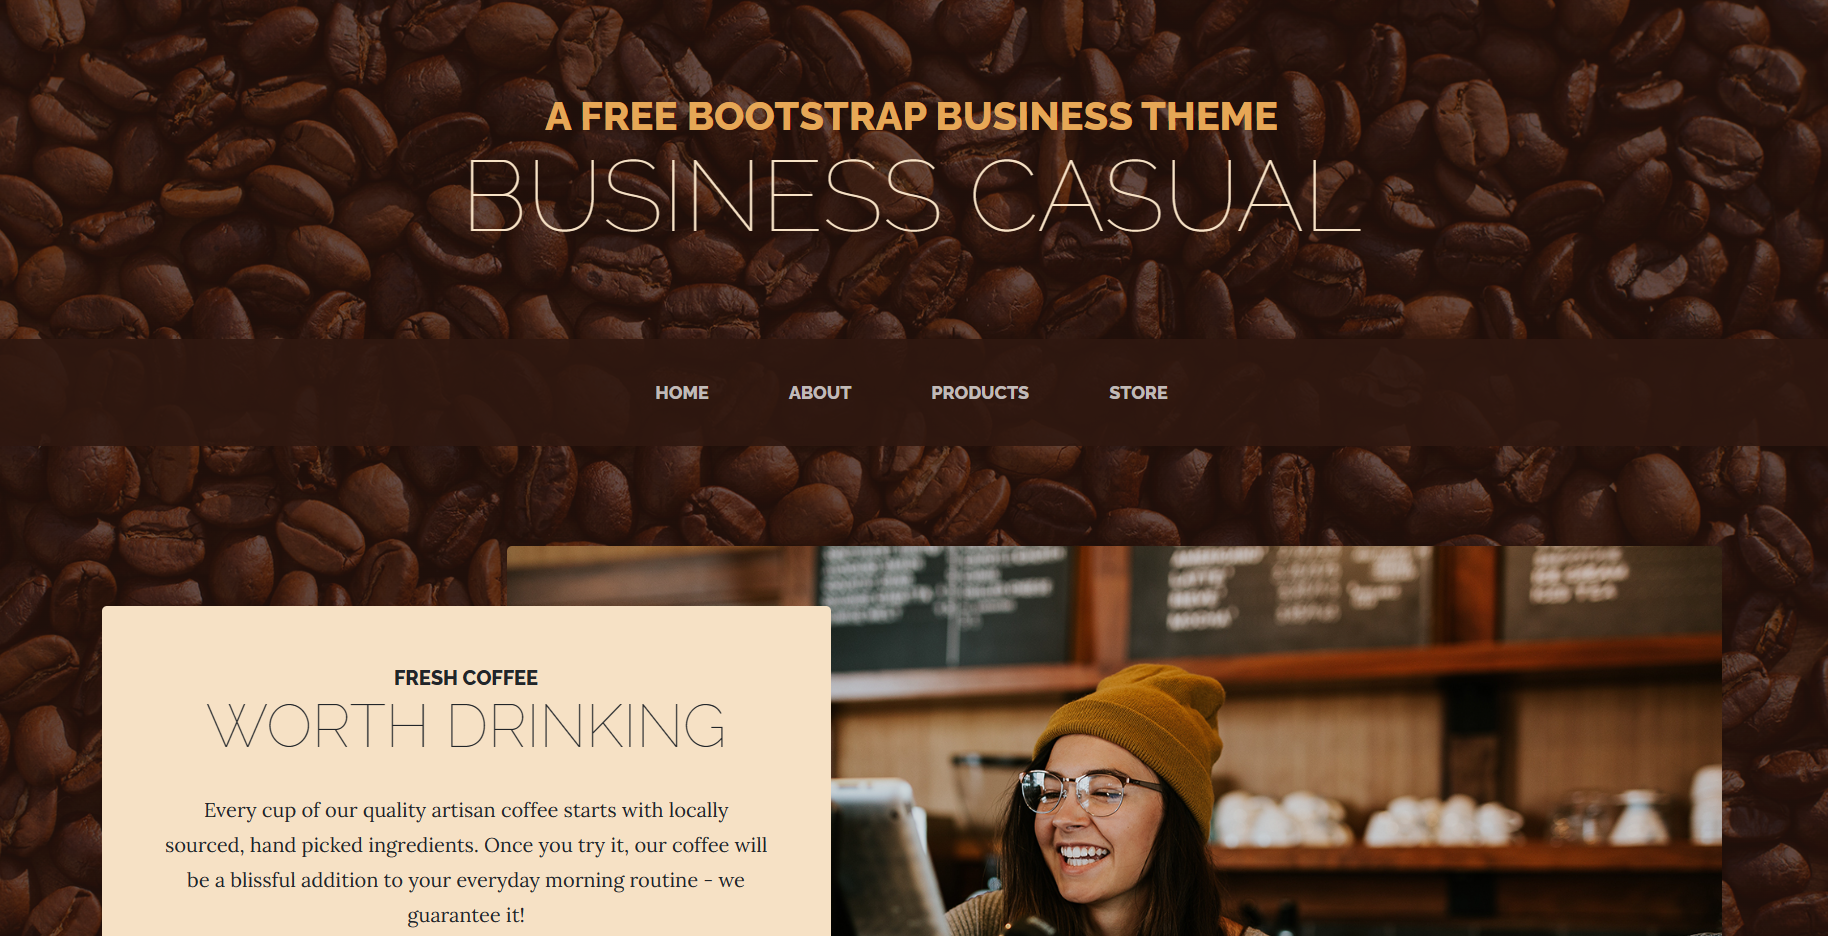 A FREE BOOTSTRAP BUSINESS THEME
BUSINESS CASUAL
HOME
ABOUT
PRODUCTS
STORE
FRESH COFFEE
WORTH DRINKING
Every cup of our quality artisan coffee starts with locally
sourced, hand picked ingredients. Once you try it, our coffee will
be a blissful addition to your everyday morning routine - we
guarantee it!